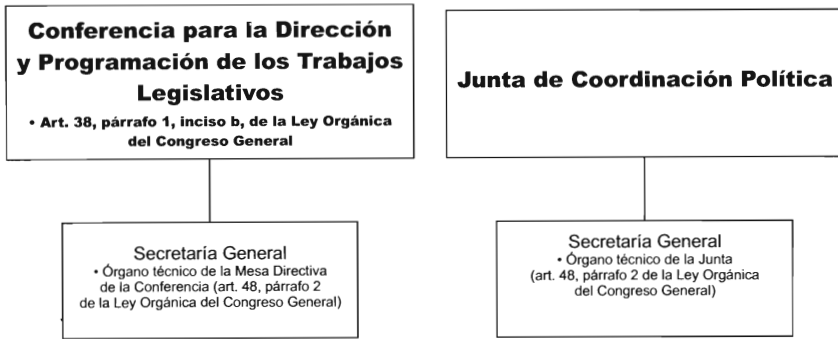 Conferencia para la Dirección
y Programación de los Trabajos
Legislativos
• Art. 38, párrafo 1, inciso b, de la Ley Orgánica
del Congreso General
Secretaría General
• Órgano técnico de la Mesa Directiva
de la Conferencia (art. 48, párrafo 2
de la Ley Orgánica del Congreso General)
Junta de Coordinación Política
Secretaría General
• Órgano técnico de la Junta
(art. 48, párrafo 2 de la Ley Orgánica
del Congreso General)